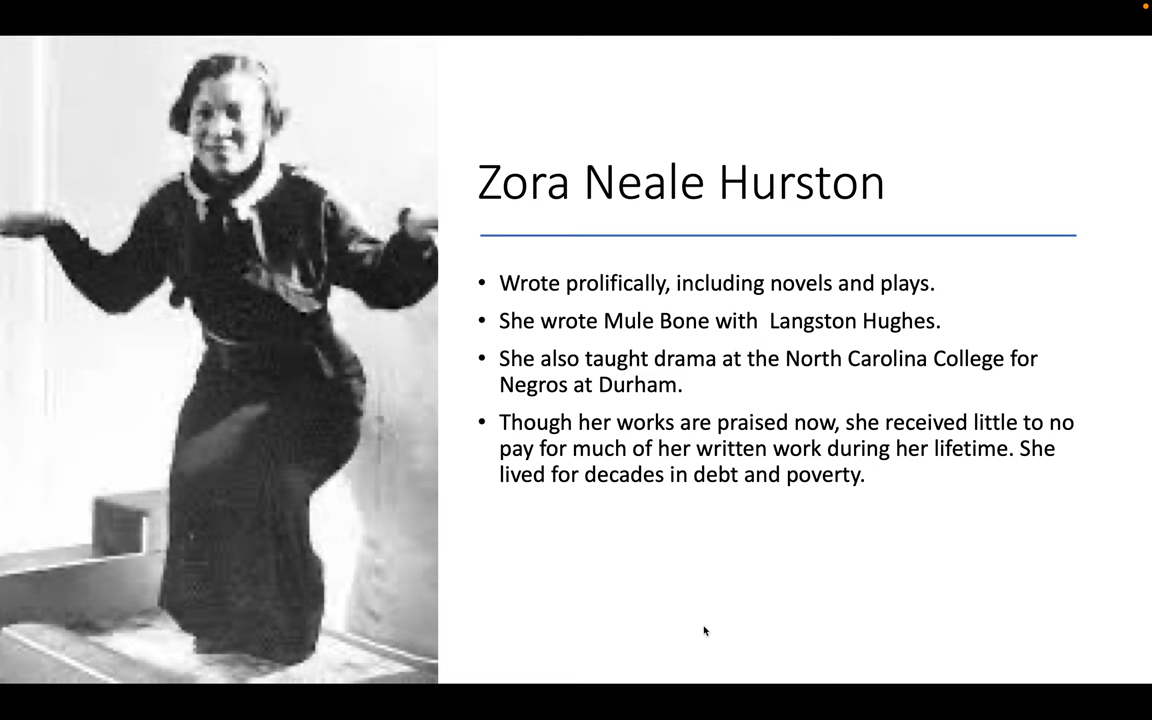 Zora Neale Hurston
• Wrote prolifically, including novels and plays.
• She wrote Mule Bone with  Langston Hughes.
• She also taught drama at the North Carolina College for
Negros at Durham.
• Though her works are praised now, she received little to no
pay for much of her written work during her lifetime. She
lived for decades in debt and poverty.